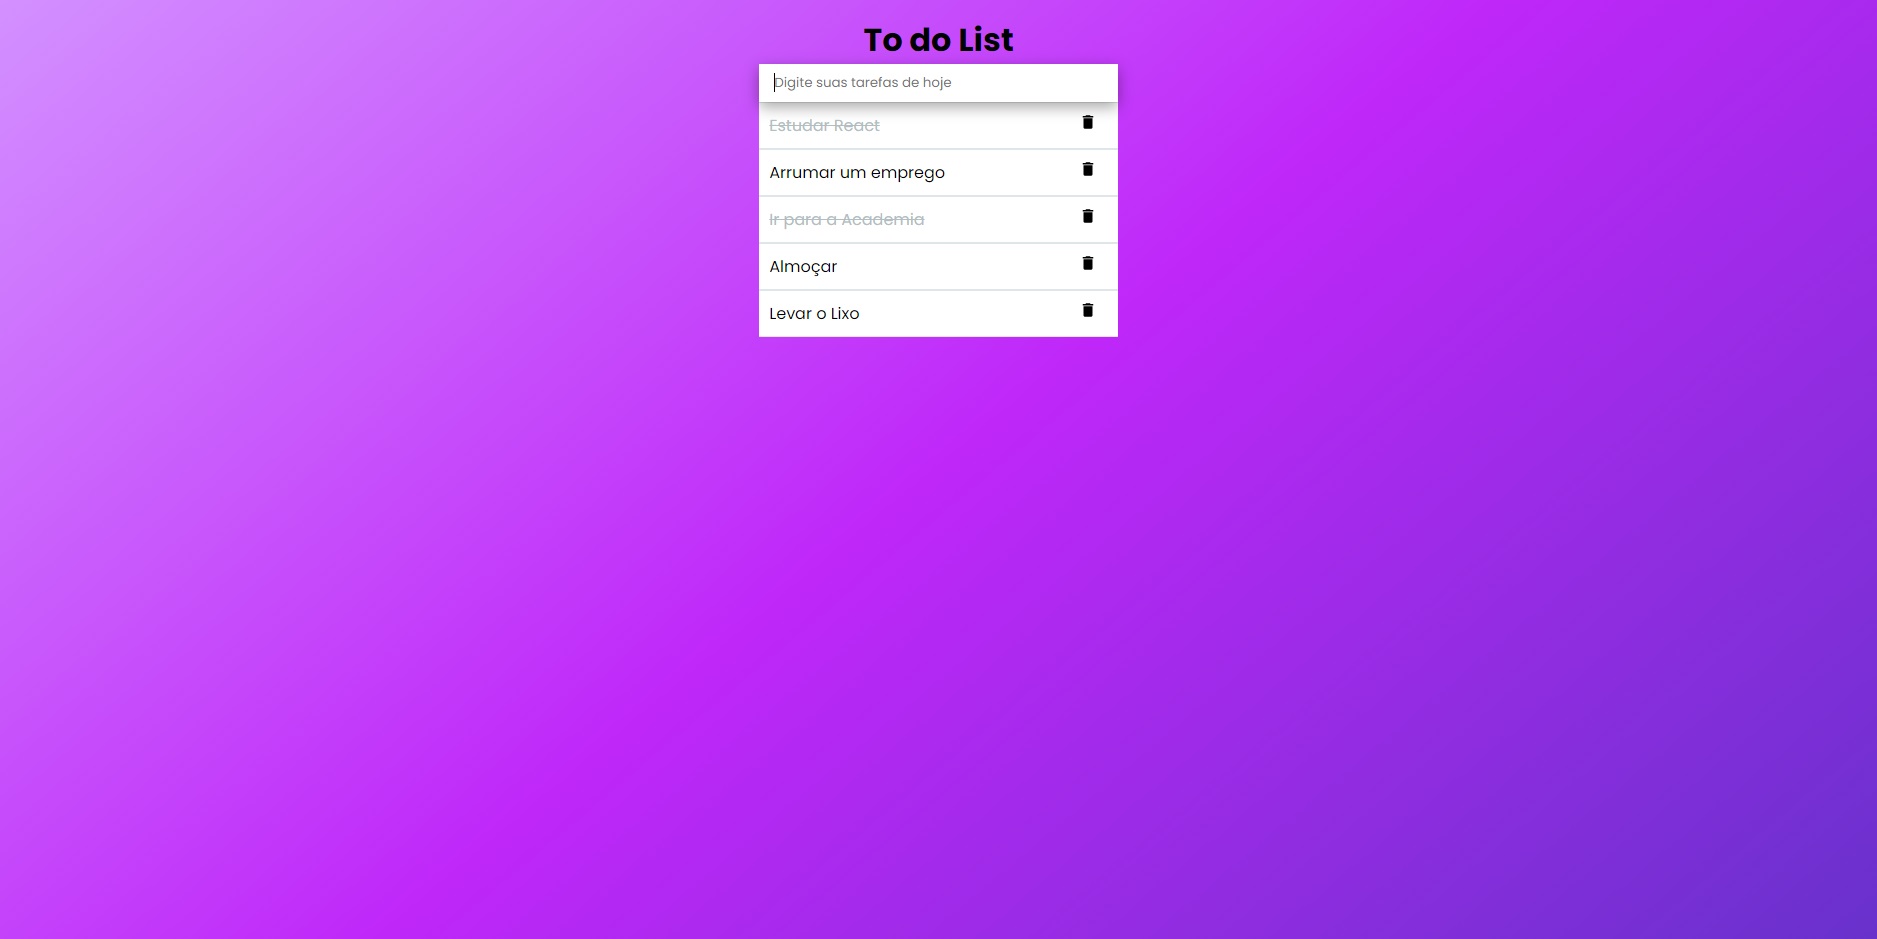 To do List
Digite suas tarefas de hoje
Estudar React
Arrumar um emprego
Ir para a Academia
Almoçar
Levar o Lixo